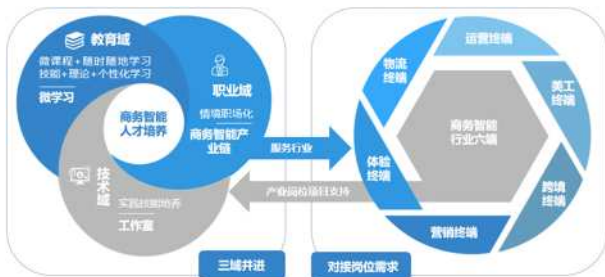 教育域
微课程+随时随地学习
技能+理论+个性化学习
微学习
职业域
情境职场化
商务智能产
业链
商务智能
人才培养
技术域
实践技能培养
工作室
三域并进
服务行业
产业岗位项目支持
运营终端
物流
终端
美工
终端
商务智能
行业六端
体验
终端
跨境
终端
营销终端
对接岗位需求